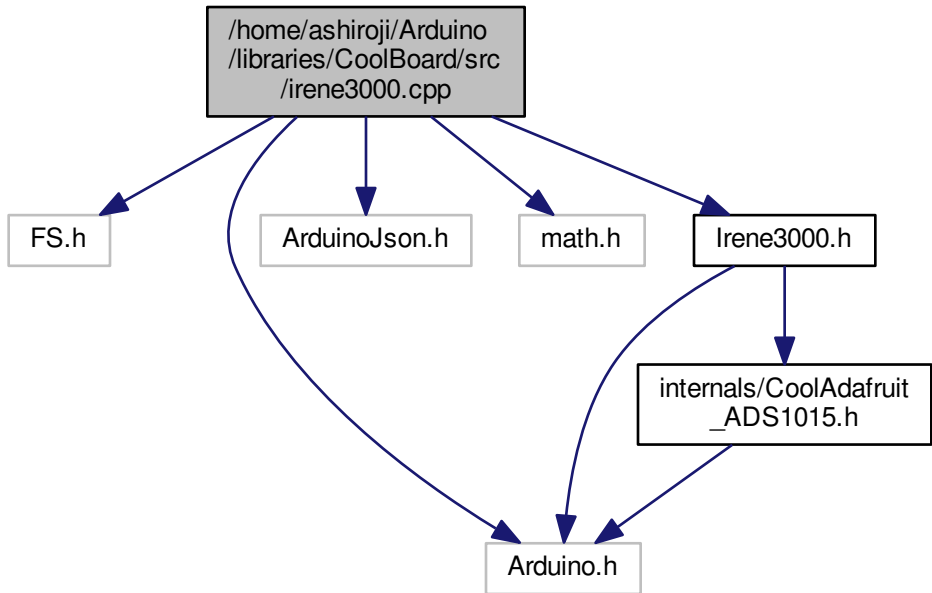 /home/ashiroji/Arduino
/libraries/CoolBoard/src
/irene3000.cpp
FS.h
ArduinoJson.h
math.h
Irene3000.h
internals/CoolAdafruit
_ADS1015.h
Arduino.h